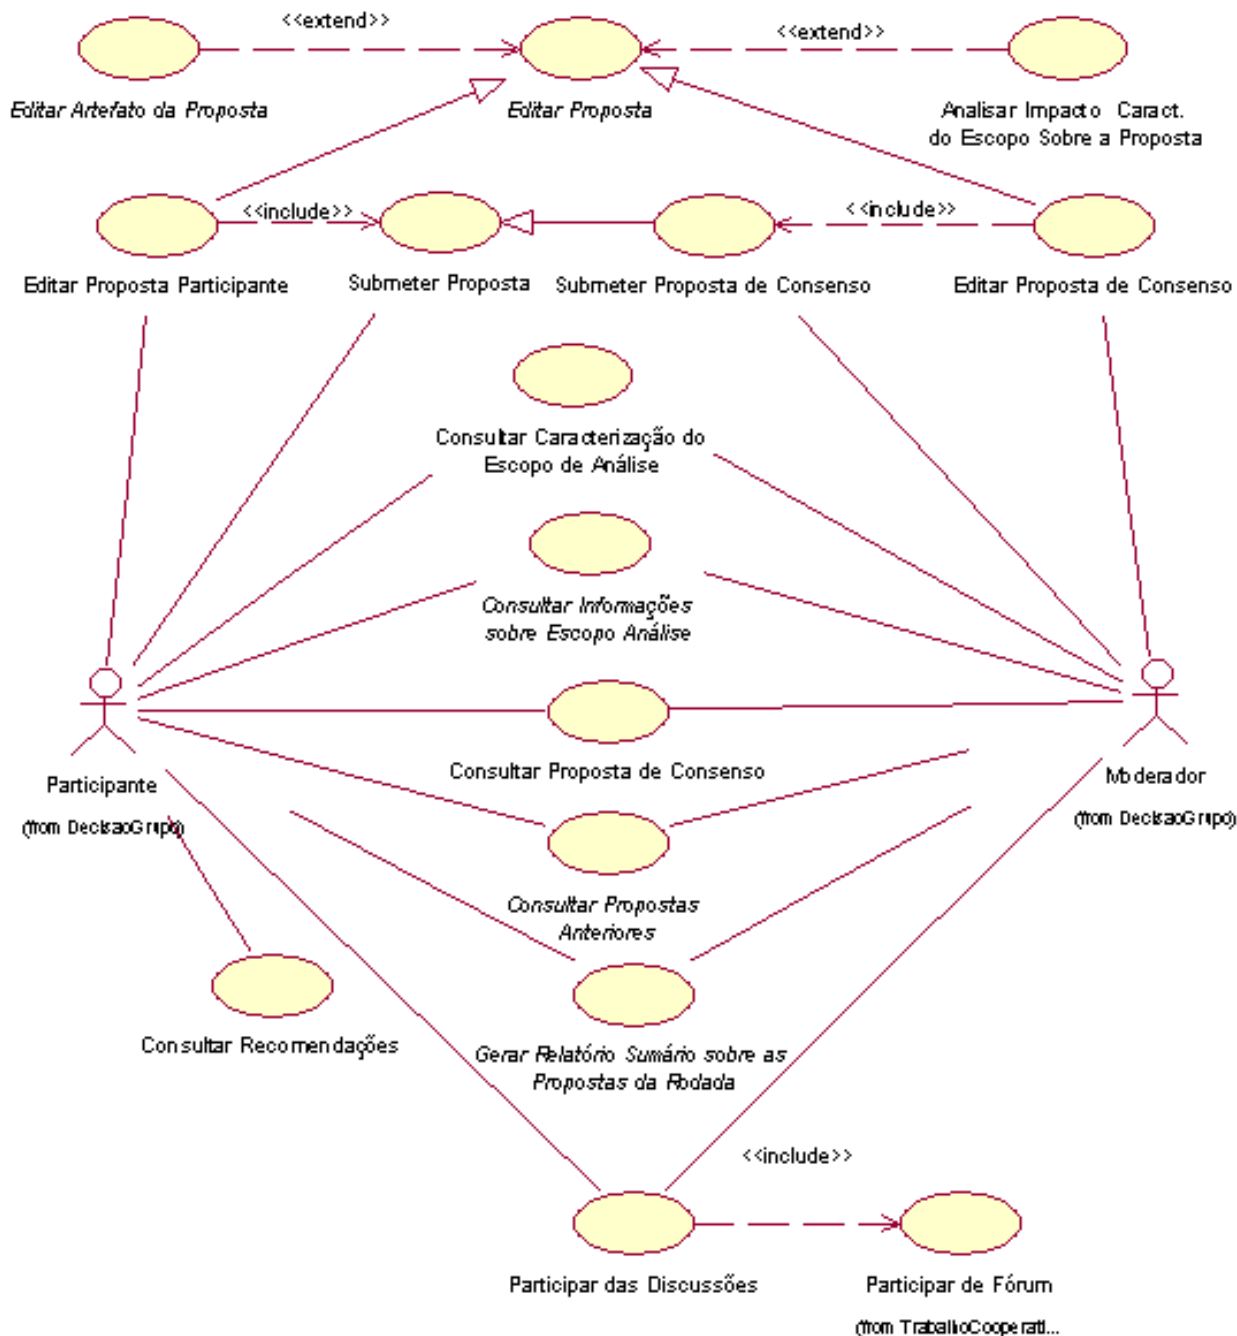 <<extend>>
<<extend>>
Editar Artefato da Proposta
Editar Proposta
Analisar Impacto Caract.
do Escopo Sobre a Proposta
<<include>>
<<include>>
Editar Proposta Participante
Submeter Proposta
Submeter Proposta de Consenso
Editar Proposta de Consenso
Consultar Caracterização do
Escopo de Análise
Consultar Informações
sobre Escopo Análise
Participante
(from DecisaoGrupo)
Consultar Proposta de Consenso
Moderador
(from DecisaoGrupo)
Consultar Propostas
Anteriores
Consultar Recomendações
Gerar Relatório Sumário sobre as
Propostas da Rodada
<<include>>
Participar das Discussões
Participar de Fórum
(from TrabalhoCooperati...